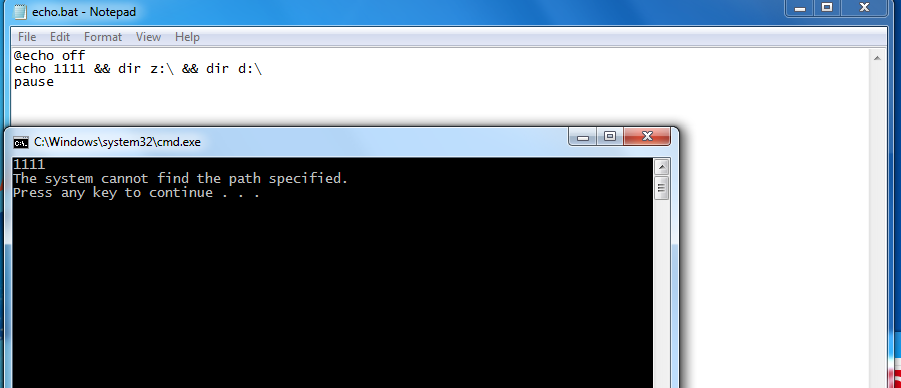 echo.bat - Notepad
File Edit Format View Help
@echo off
echo 1111 && dir z:\ && dir d:\
pause
C:\Windows\system32\cmd.exe
1111
The system cannot find the path specified.
Press any key to continue . . .